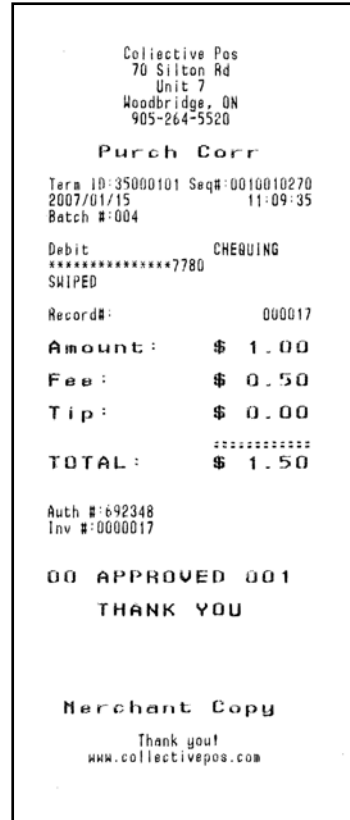 Collective Pos
70 Silton Rd
Unit 7
Woodbridge, ON
905-264-5520
Purch Corr
Term ID:35000101 Seq#:0010010270
2007/01/15 11:09:35
Batch #:004
Debit CHEQUING
***************7780
SWIPED
Record#: 000017
Amount: $ 1.00
Fee: $ 0.50
Tip: $ 0.00
============
TOTAL: $ 1.50
Auth #:692348
Inv #:0000017
00 APPROVED 001
THANK YOU
Merchant Copy
Thank you!
www.collectivepos.com